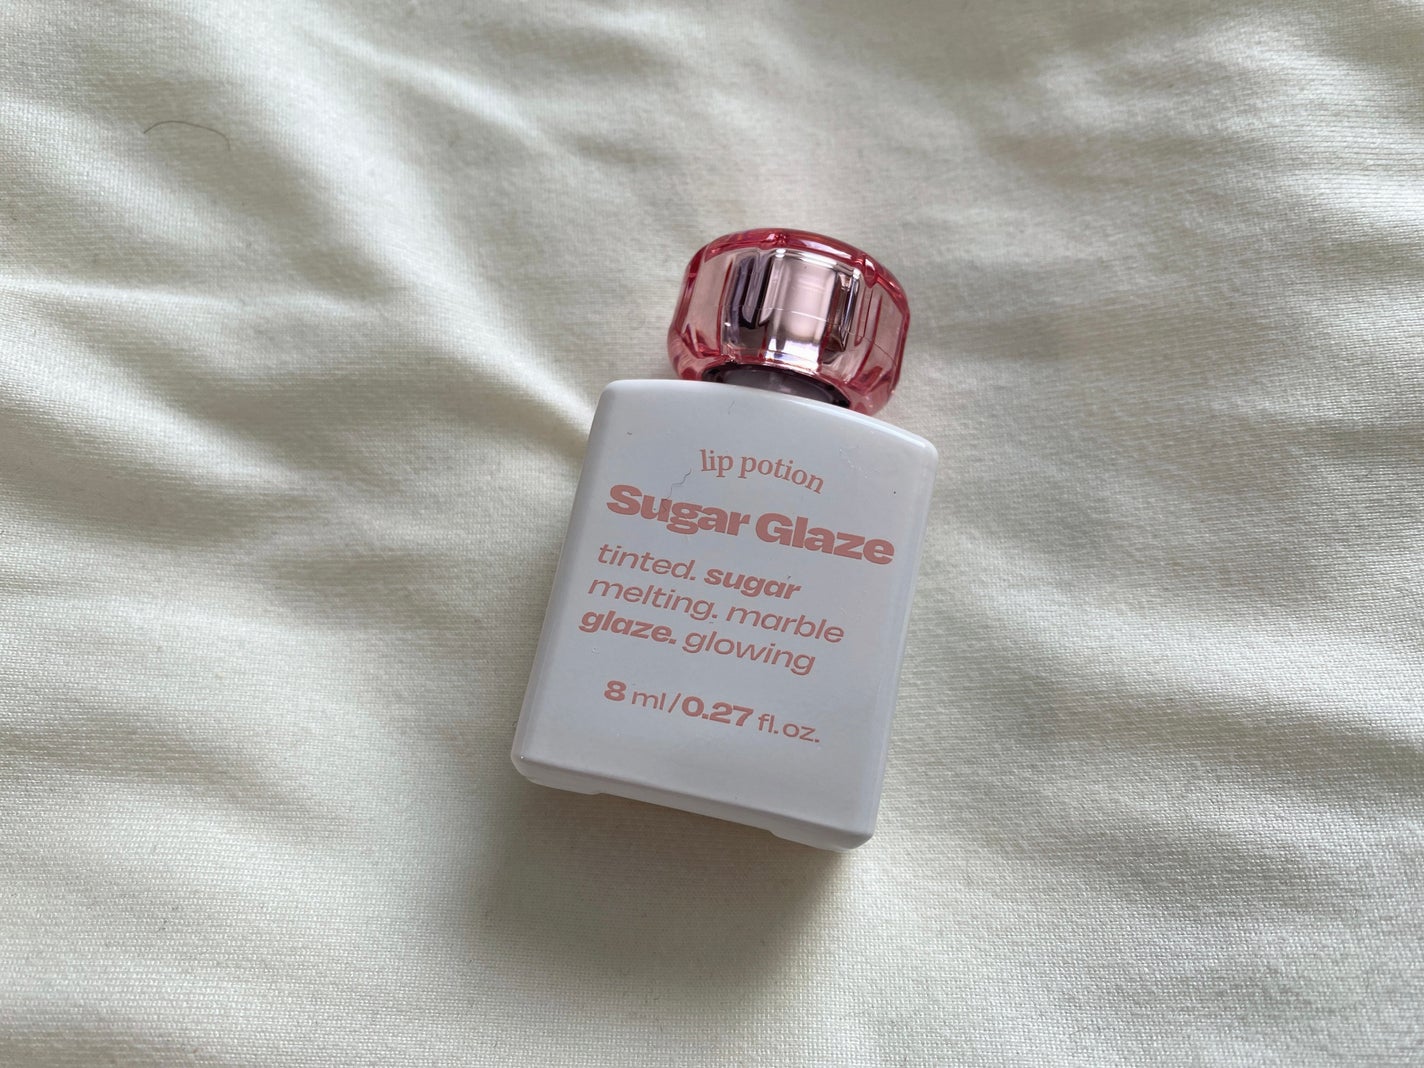 lip potion
Sugar Glaze
tinted. sugar
melting. marble
glaze. glowing
8 ml/0.27 fl.oz.